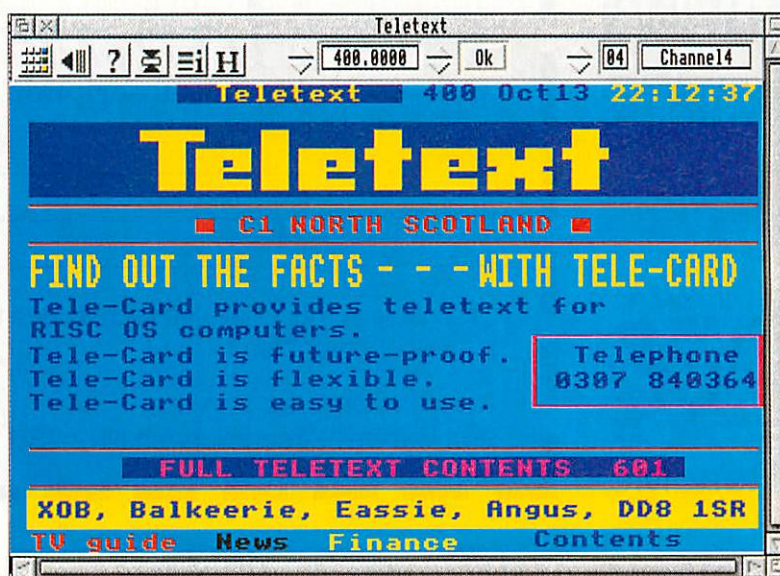 Teletext
? i H 400.0000 Ok 04 Channel4
Teletext 400 Oct13 22:12:37
Teletext
C1 NORTH SCOTLAND
FIND OUT THE FACTS - - - WITH TELE-CARD
Tele-Card provides teletext for
RISC OS computers.
Tele-Card is future-proof.
Tele-Card is flexible.
Tele-Card is easy to use.
Telephone
0307 840364
FULL TELETEXT CONTENTS 601
XOB, Balkeerie, Eassie, Angus, DD8 1SR
TV guide News Finance Contents